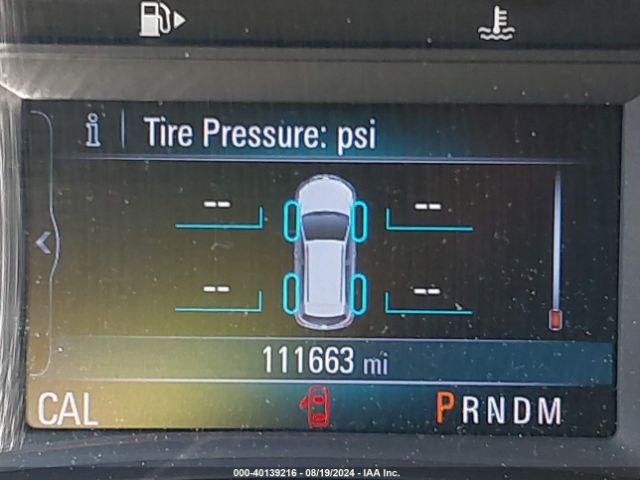 i Tire Pressure: psi
-- --
-- --
111663 mi
CAL PRNDM
000-40139216 - 08/19/2024 - IAA Inc.